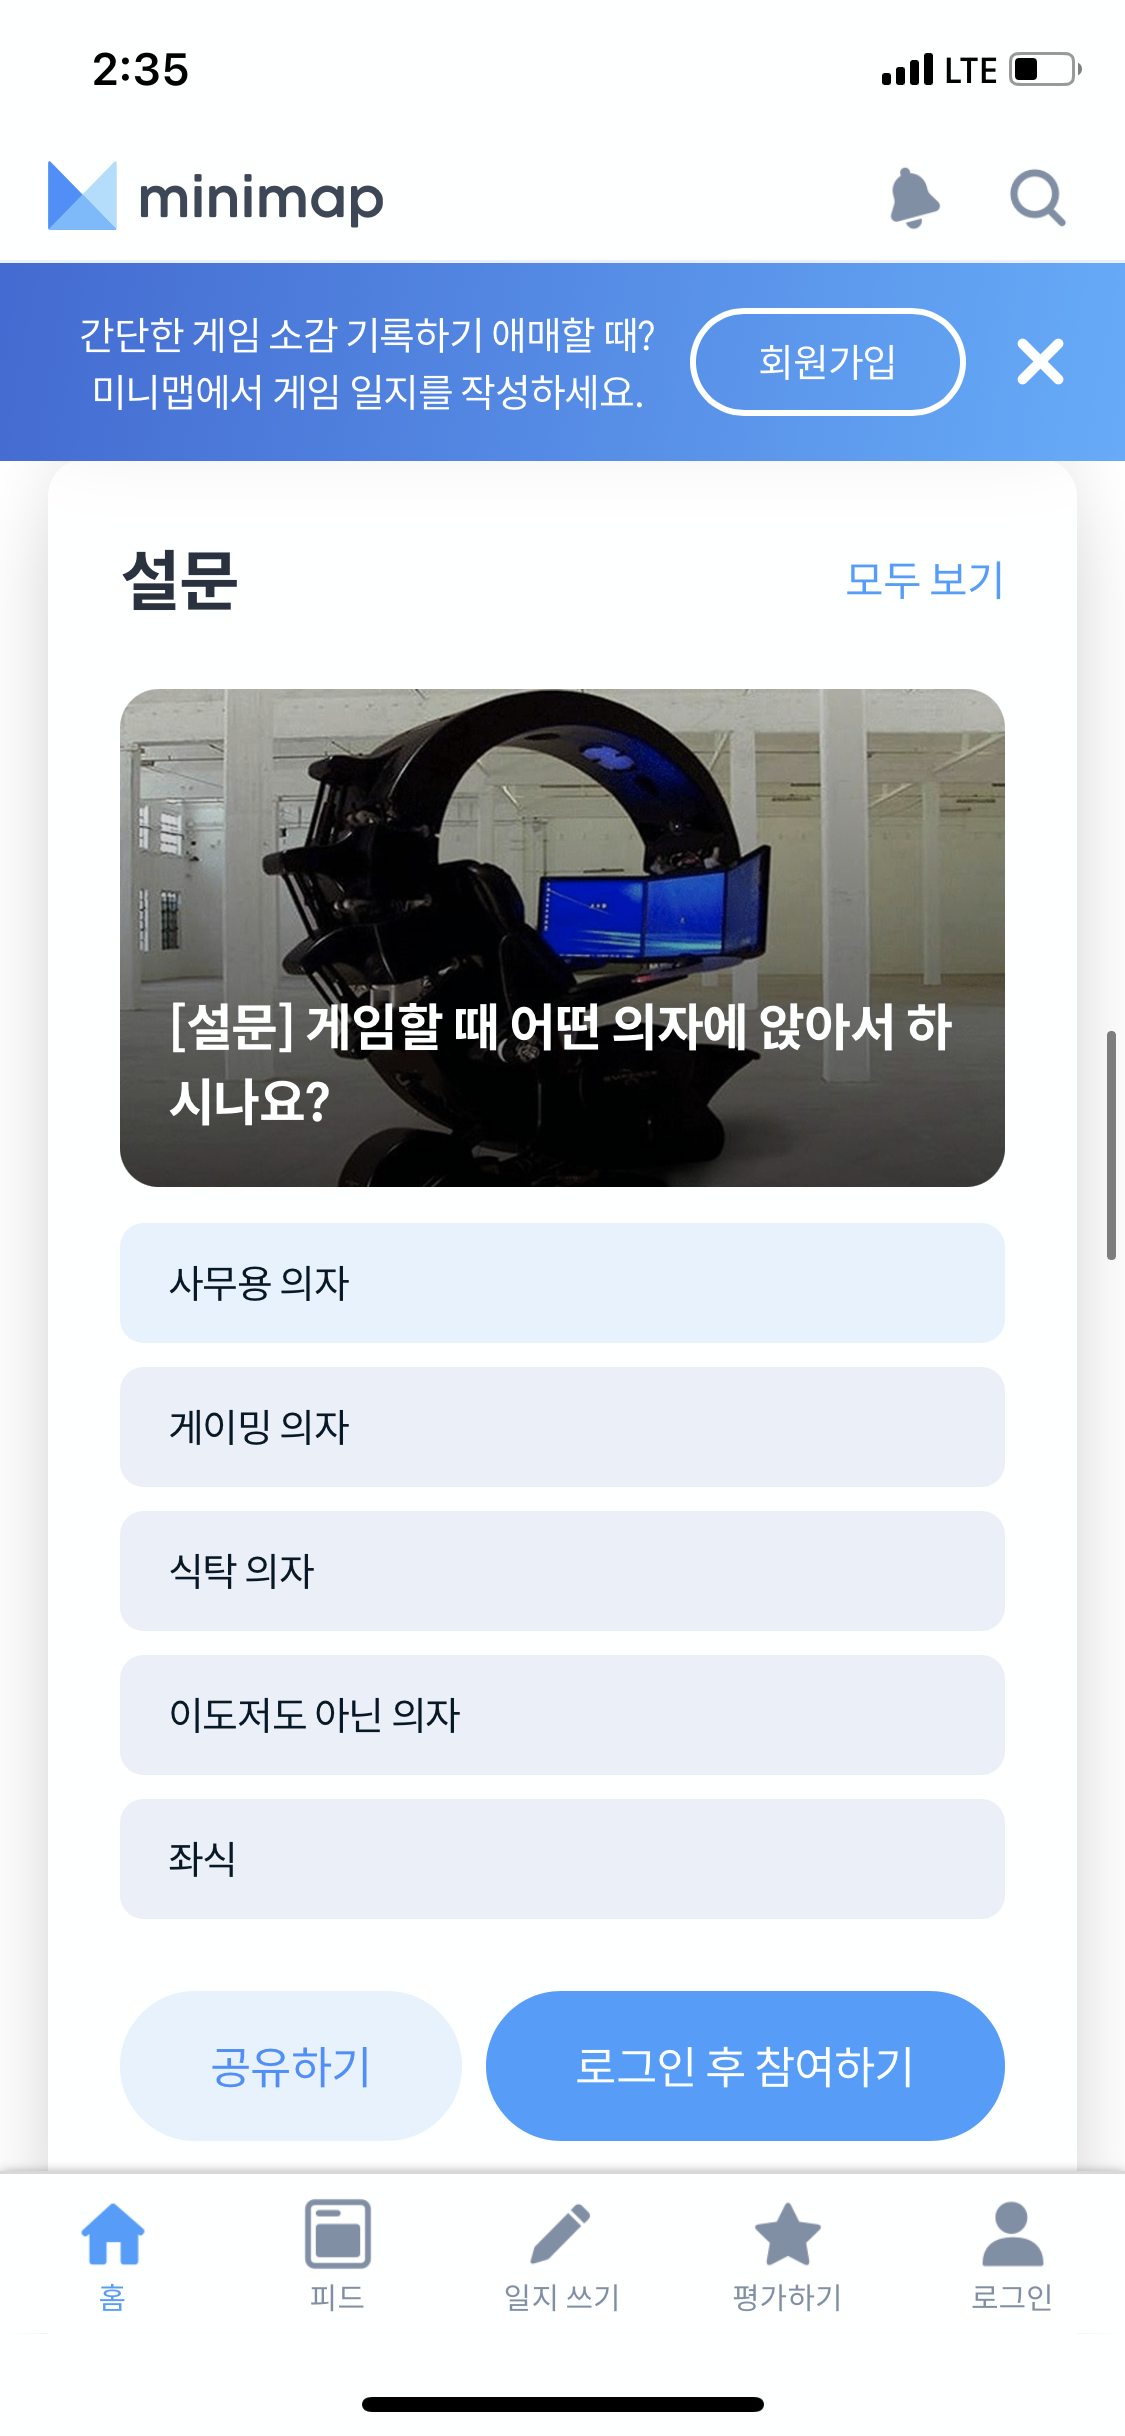 2:35
LTE
minimap
간단한 게임 소감 기록하기 애매할 때?
미니맵에서 게임 일지를 작성하세요.
회원가입
설문
모두 보기
[설문] 게임할 때 어떤 의자에 앉아서 하
시나요?
사무용 의자
게이밍 의자
식탁 의자
이도저도 아닌 의자
좌식
공유하기
로그인 후 참여하기
홈
피드
일지 쓰기
평가하기
로그인